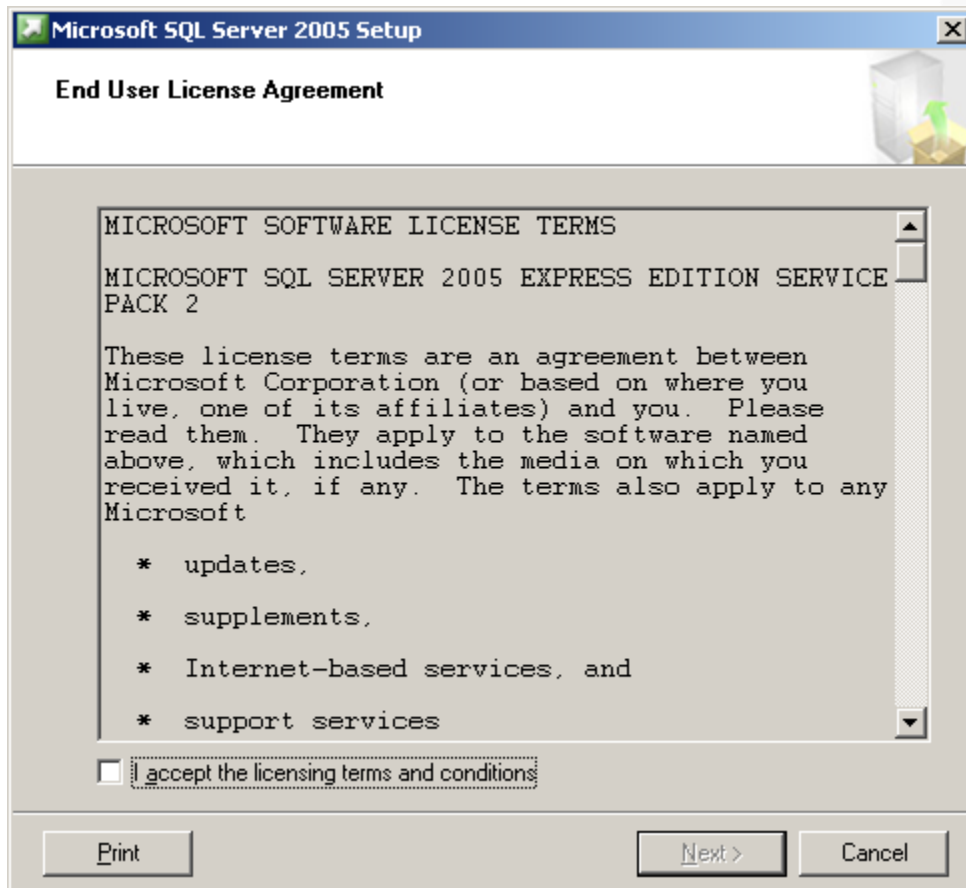 Microsoft SQL Server 2005 Setup
End User License Agreement
MICROSOFT SOFTWARE LICENSE TERMS
MICROSOFT SQL SERVER 2005 EXPRESS EDITION SERVICE
PACK 2
These license terms are an agreement between
Microsoft Corporation (or based on where you
live, one of its affiliates) and you.  Please
read them.  They apply to the software named
above, which includes the media on which you
received it, if any.  The terms also apply to any
Microsoft
*  updates,
*  supplements,
*  Internet-based services, and
*  support services
I accept the licensing terms and conditions
Print
Next >
Cancel